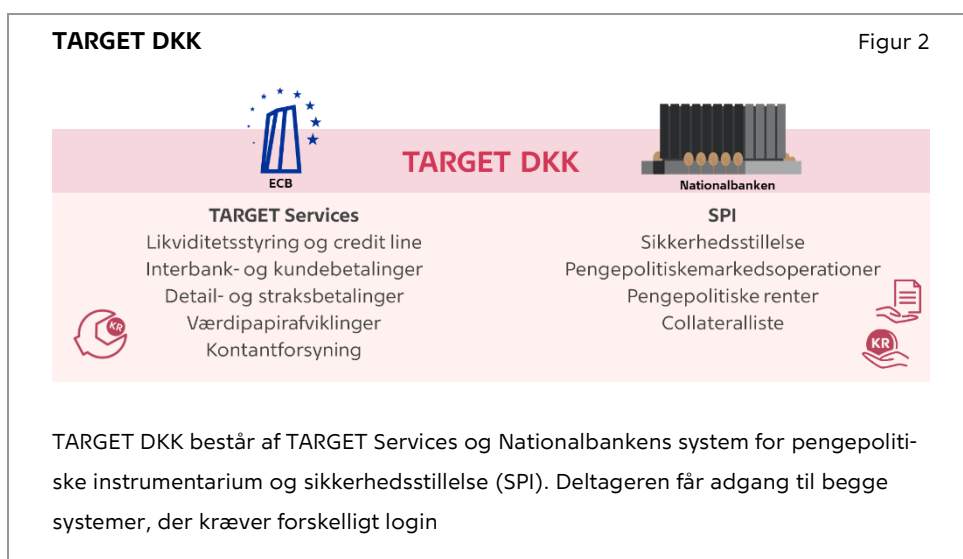 TARGET DKK
Figur 2
TARGET DKK
ECB
Nationalbanken
TARGET Services
Likviditetsstyring og credit line
Interbank- og kundebetalinger
Detail- og straksbetalinger
Værdipapirafviklinger
Kontantforsyning
KR
SPI
Sikkerhedsstillelse
Pengepolitiskemarkedsoperationer
Pengepolitiske renter
Collateralliste
KR
TARGET DKK består af TARGET Services og Nationalbankens system for pengepoliti-
ske instrumentarium og sikkerhedsstillelse (SPI). Deltageren får adgang til begge
systemer, der kræver forskelligt login